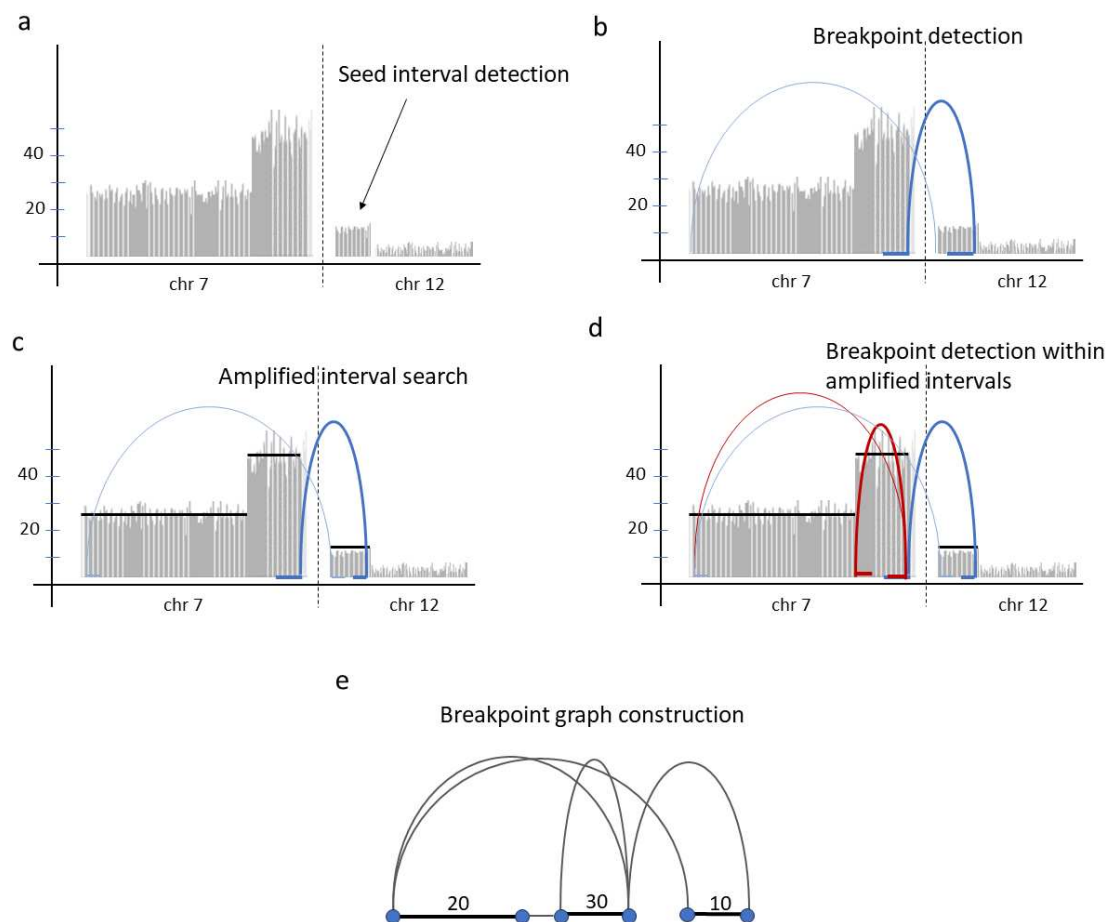 a
Seed interval detection
40
20
chr 7
chr 12
b
Breakpoint detection
40
20
chr 7
chr 12
c
Amplified interval search
40
20
chr 7
chr 12
d
Breakpoint detection within
amplified intervals
40
20
chr 7
chr 12
e
Breakpoint graph construction
20
30
10